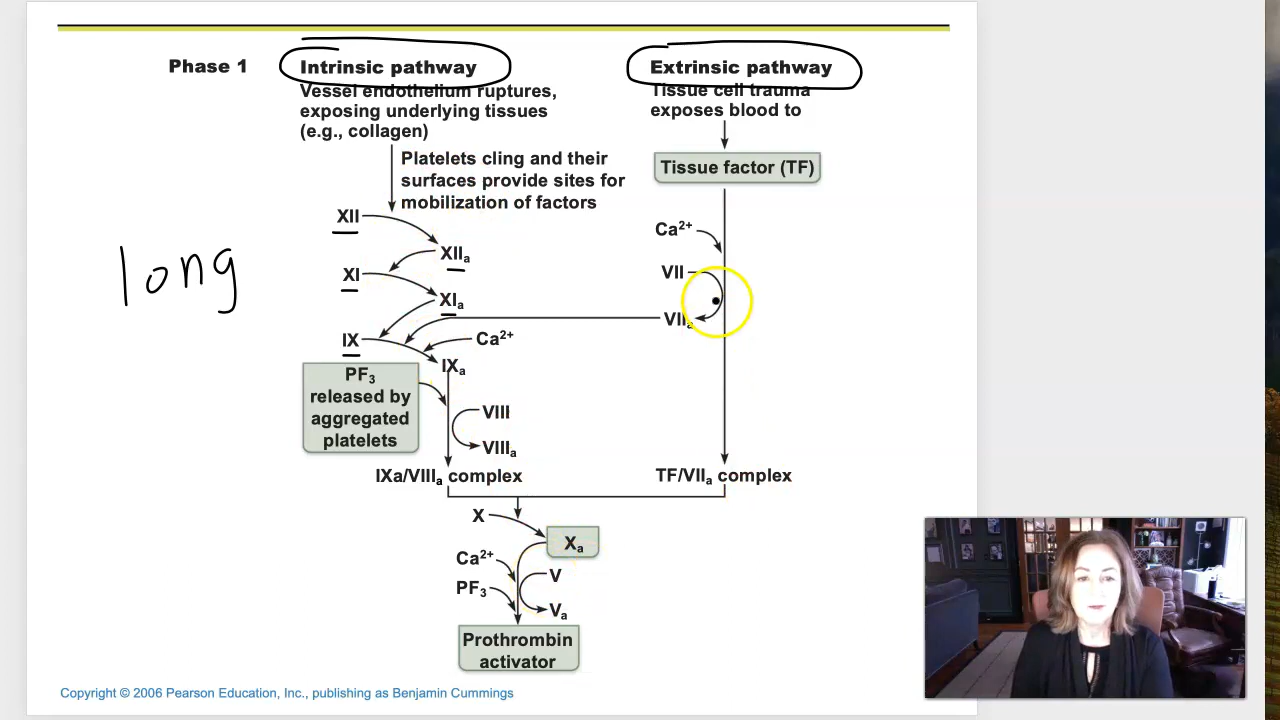 Phase 1
Intrinsic pathway
Vessel endothelium ruptures,
exposing underlying tissues
(e.g., collagen)
Platelets cling and their
surfaces provide sites for
mobilization of factors
XII
XIIa
XI
XIa
IX
Ca2+
IXa
PF3
released by
aggregated
platelets
VIII
VIIIa
IXa/VIIIa complex
long
Extrinsic pathway
Tissue cell trauma
exposes blood to
Tissue factor (TF)
Ca2+
VII
VIIa
TF/VIIa complex
X
Xa
Ca2+
PF3
V
Va
Prothrombin
activator
Copyright © 2006 Pearson Education, Inc., publishing as Benjamin Cummings